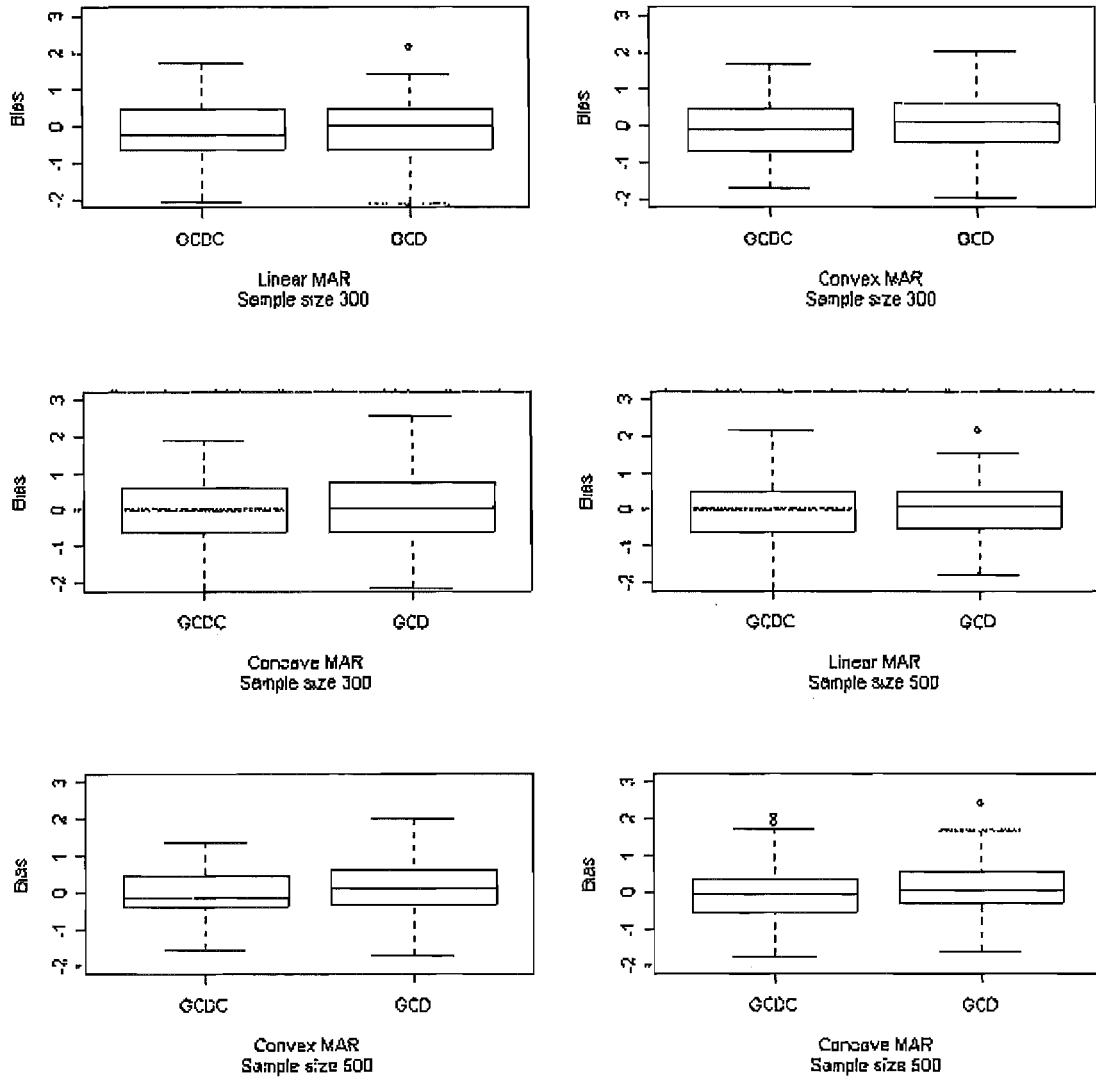 Bias
3
2
1
0
-1
-2
GCDC GCD
Linear MAR
Sample size 300
Bias
3
2
1
0
-1
-2
GCDC GCD
Convex MAR
Sample size 300
Bias
3
2
1
0
-1
-2
GCDC GCD
Concave MAR
Sample size 300
Bias
3
2
1
0
-1
-2
GCDC GCD
Linear MAR
Sample size 500
Bias
3
2
1
0
-1
-2
GCDC GCD
Convex MAR
Sample size 500
Bias
3
2
1
0
-1
-2
GCDC GCD
Concave MAR
Sample size 500